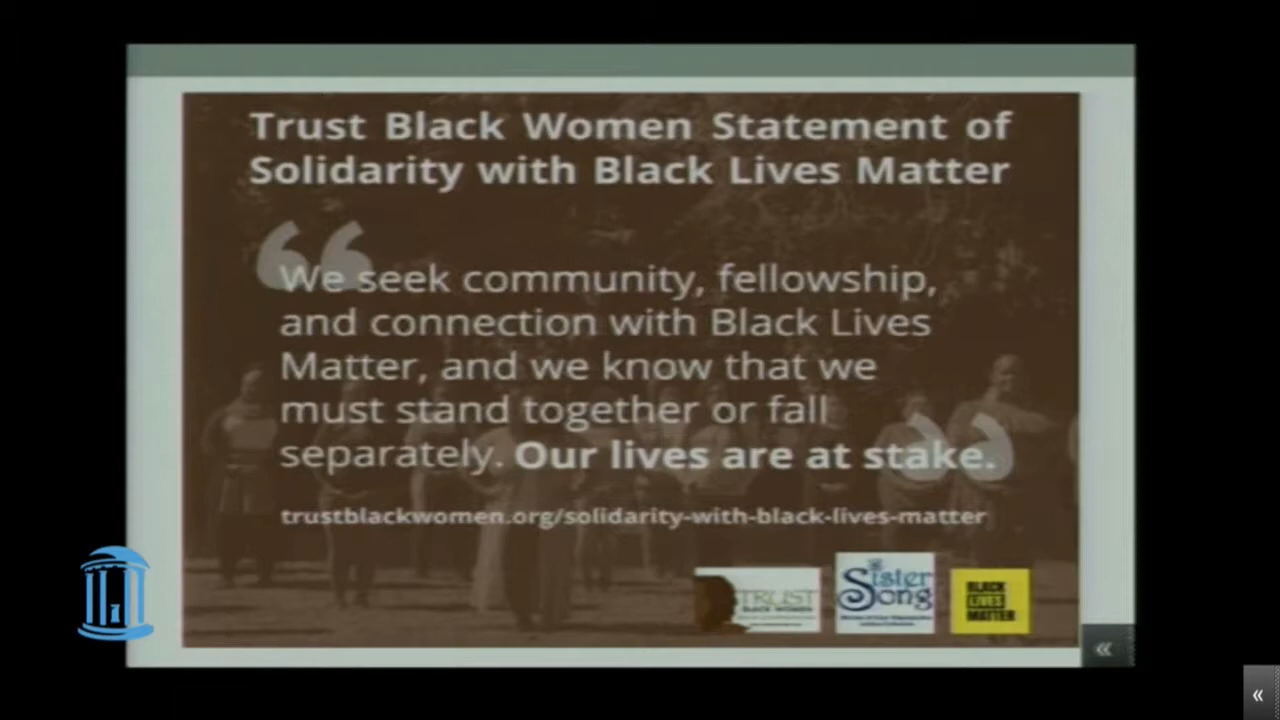 Trust Black Women Statement of
Solidarity with Black Lives Matter
“
We seek community, fellowship,
and connection with Black Lives
Matter, and we know that we
must stand together or fall
separately. Our lives are at stake.
”
trustblackwomen.org/solidarity-with-black-lives-matter
TRUST
BLACK WOMEN
Sister
Song
BLACK
LIVES
MATTER
«
«